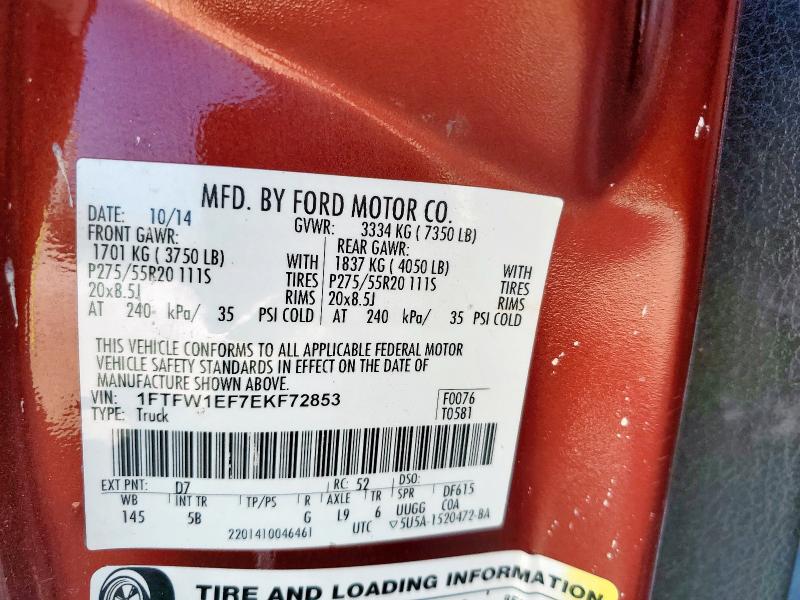 MFD. BY FORD MOTOR CO.
DATE: 10/14 GVWR: 3334 KG ( 7350 LB)
FRONT GAWR: REAR GAWR:
1701 KG ( 3750 LB) WITH 1837 KG ( 4050 LB) WITH
P275/55R20 111S TIRES P275/55R20 111S TIRES
20x8.5J RIMS 20x8.5J RIMS
AT 240 kPa/ 35 PSI COLD AT 240 kPa/ 35 PSI COLD
THIS VEHICLE CONFORMS TO ALL APPLICABLE FEDERAL MOTOR
VEHICLE SAFETY STANDARDS IN EFFECT ON THE DATE OF
MANUFACTURE SHOWN ABOVE.
VIN: 1FTFW1EF7EKF72853 F0076
TYPE: Truck T0581
EXT PNT: D7 RC: 52 DSO:
WB INT TR TP/PS R AXLE TR SPR DF615
145 5B G L9 6 UUGG COA
2201410046461 UTC ▽5U5A-1520472-BA
TIRE AND LOADING INFORMATION